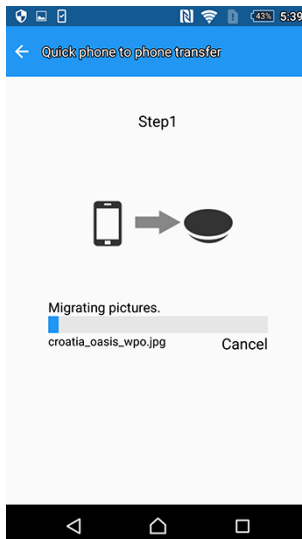 43% 5:39
Quick phone to phone transfer
Step1
Migrating pictures.
croatia_oasis_wpo.jpg
Cancel